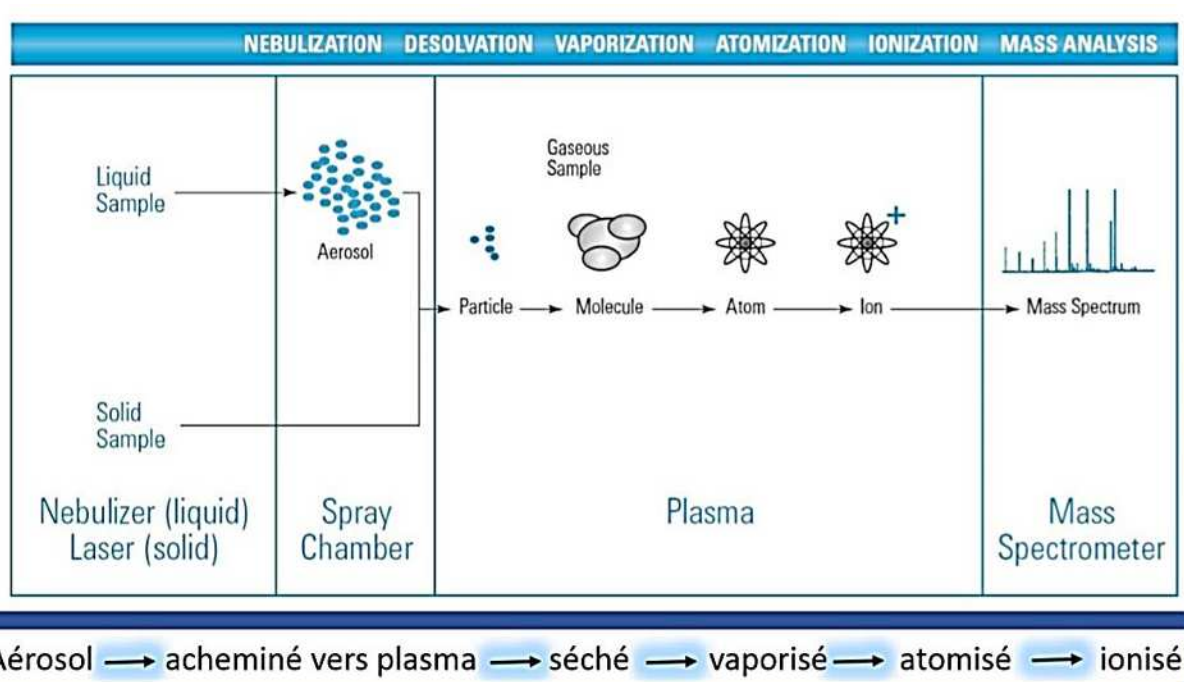 NEBULIZATION DESOLVATION VAPORIZATION ATOMIZATION IONIZATION MASS ANALYSIS
Gaseous
Sample
Liquid
Sample
Aerosol
Particle Molecule Atom Ion Mass Spectrum
+
Solid
Sample
Nebulizer (liquid)
Laser (solid)
Spray
Chamber
Plasma
Mass
Spectrometer
Aérosol → acheminé vers plasma → séché → vaporisé → atomisé → ionisé